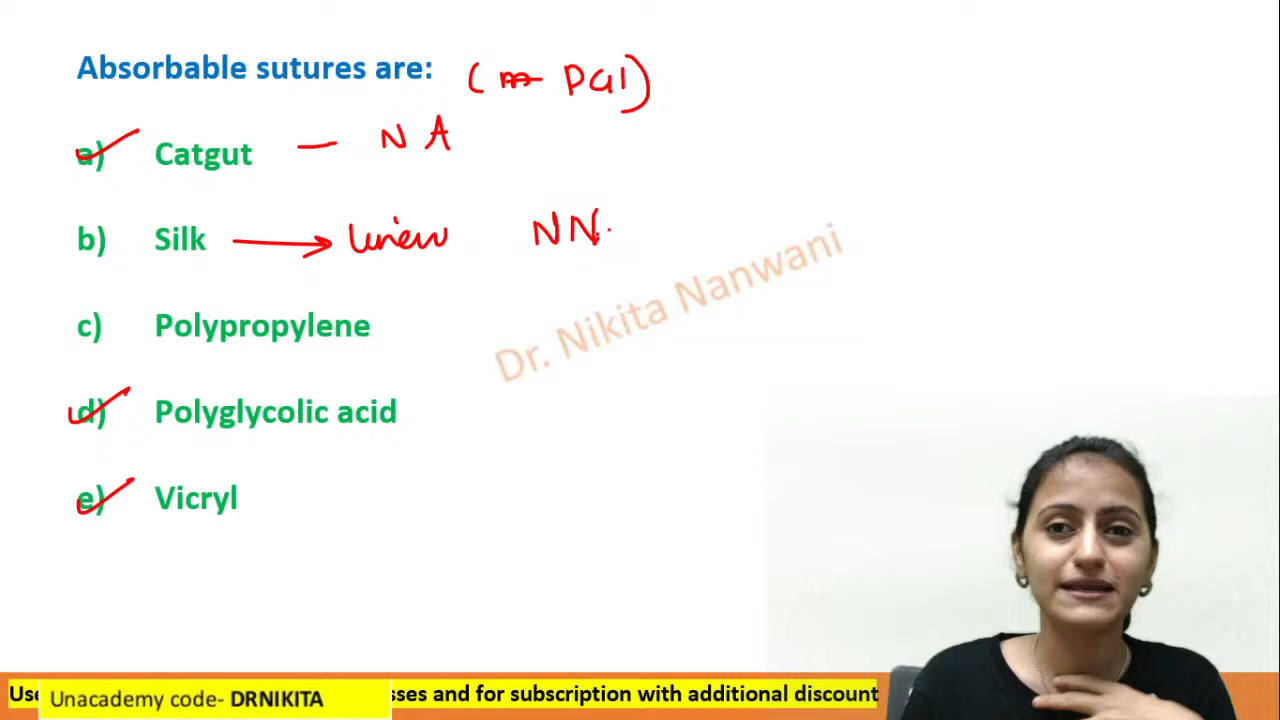 Absorbable sutures are: ( PGI)
a) Catgut — N A
b) Silk → linen NN.
c) Polypropylene
d) Polyglycolic acid
e) Vicryl
Dr. Nikita Nanwani
Use
Unacademy code- DRNIKITA
sses and for subscription with additional discount